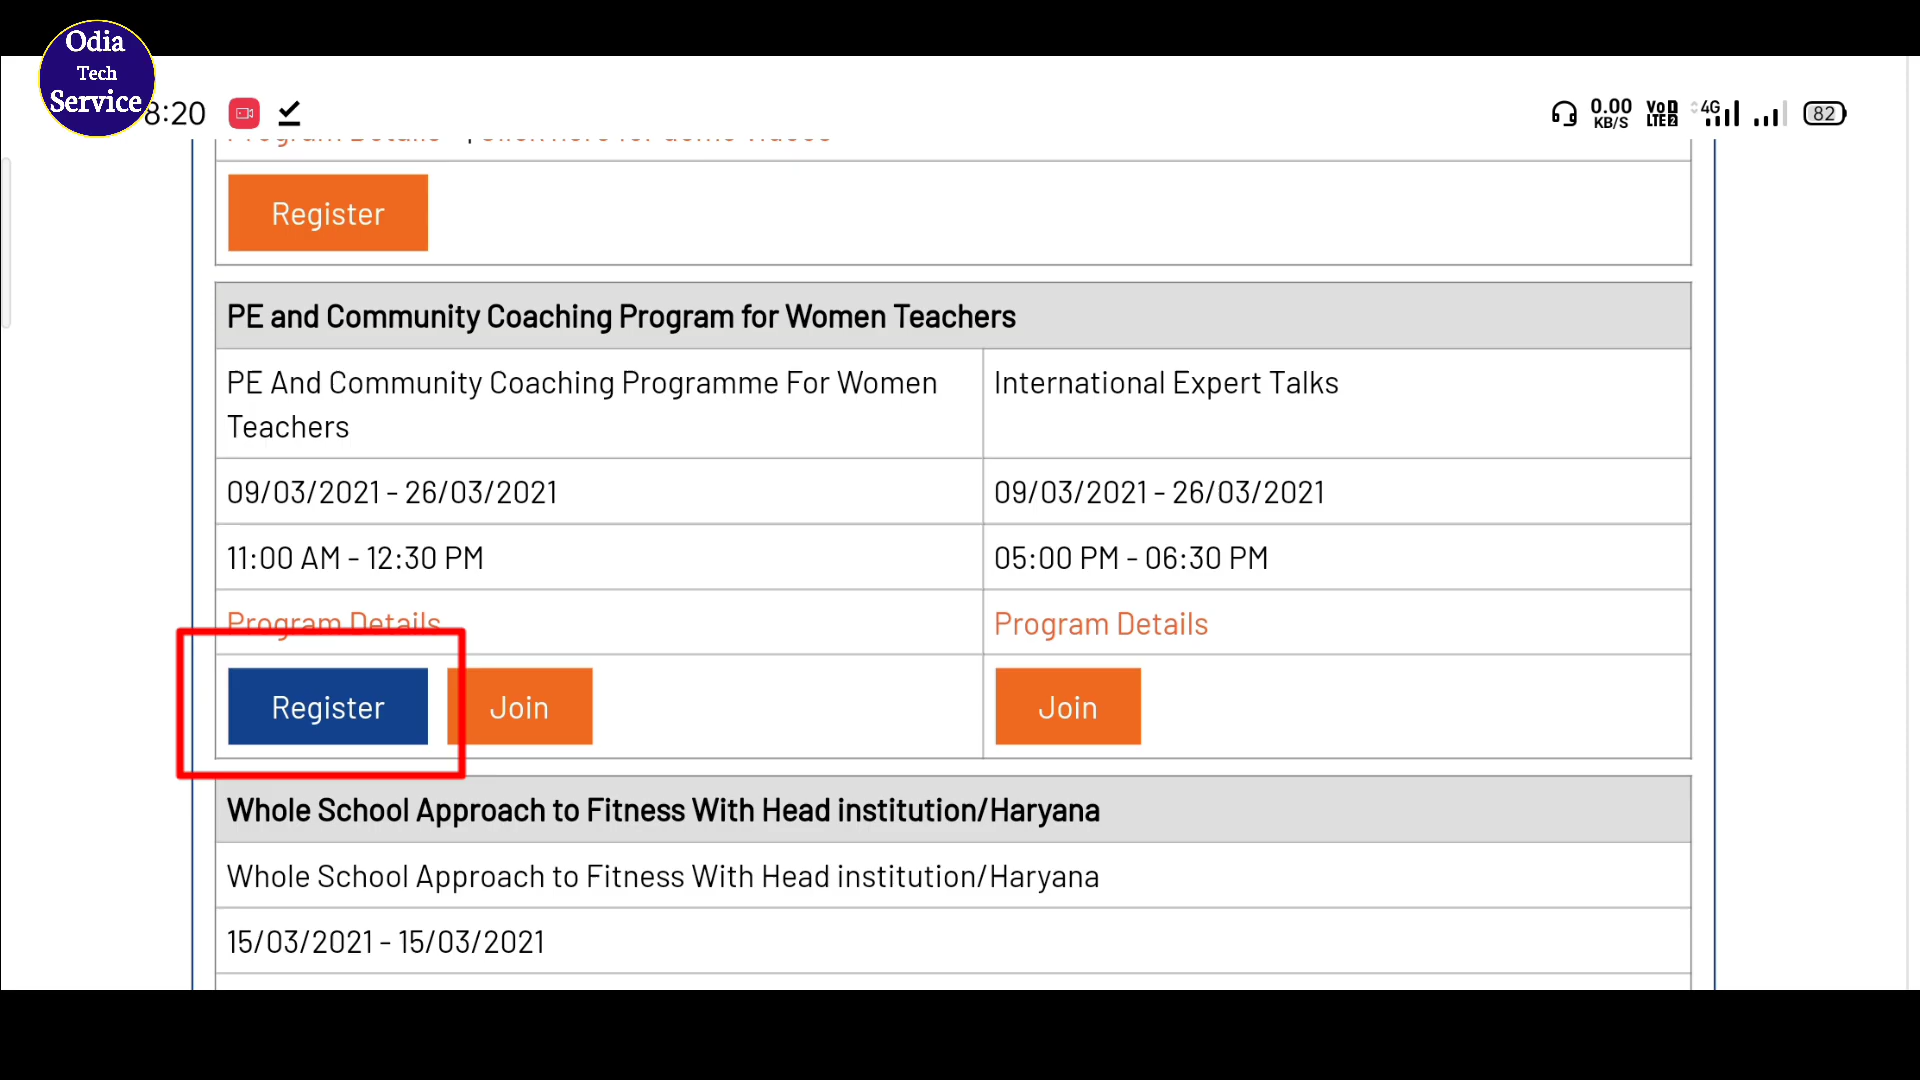 Odia
Tech
Service
8:20
0.00
KB/S
Vo
LTE 2
4G
82
Register
PE and Community Coaching Program for Women Teachers
PE And Community Coaching Programme For Women
Teachers
International Expert Talks
09/03/2021 - 26/03/2021
09/03/2021 - 26/03/2021
11:00 AM - 12:30 PM
05:00 PM - 06:30 PM
Program Details
Program Details
Register
Join
Join
Whole School Approach to Fitness With Head institution/Haryana
Whole School Approach to Fitness With Head institution/Haryana
15/03/2021 - 15/03/2021